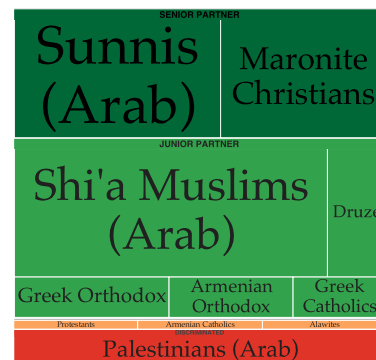 SENIOR PARTNER
Sunnis
(Arab)
Maronite
Christians
JUNIOR PARTNER
Shi'a Muslims
(Arab)
Druze
Greek Orthodox
Armenian
Orthodox
Greek
Catholics
Protestants
Armenian Catholics
Alawites
DISCRIMINATED
Palestinians (Arab)